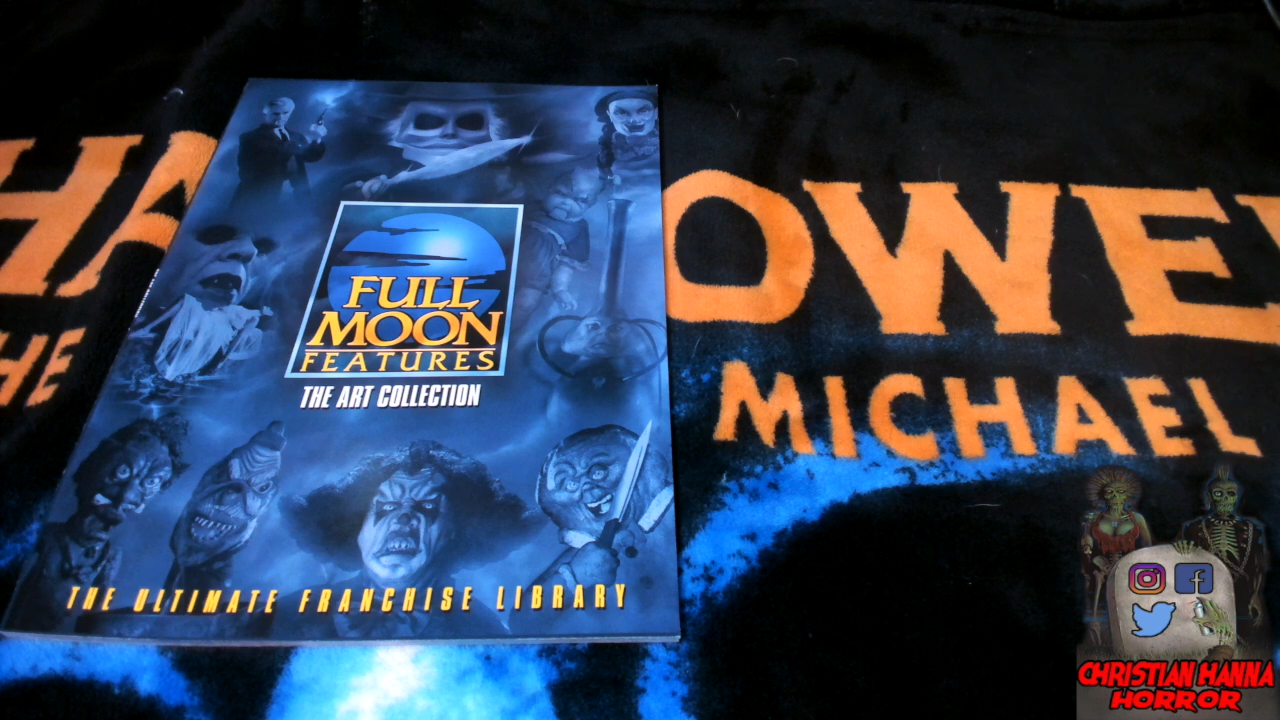 FULL
MOON
FEATURES
THE ART COLLECTION
THE ULTIMATE FRANCHISE LIBRARY
HA
OWE
HE
MICHAEL
CHRISTIAN HANNA
HORROR